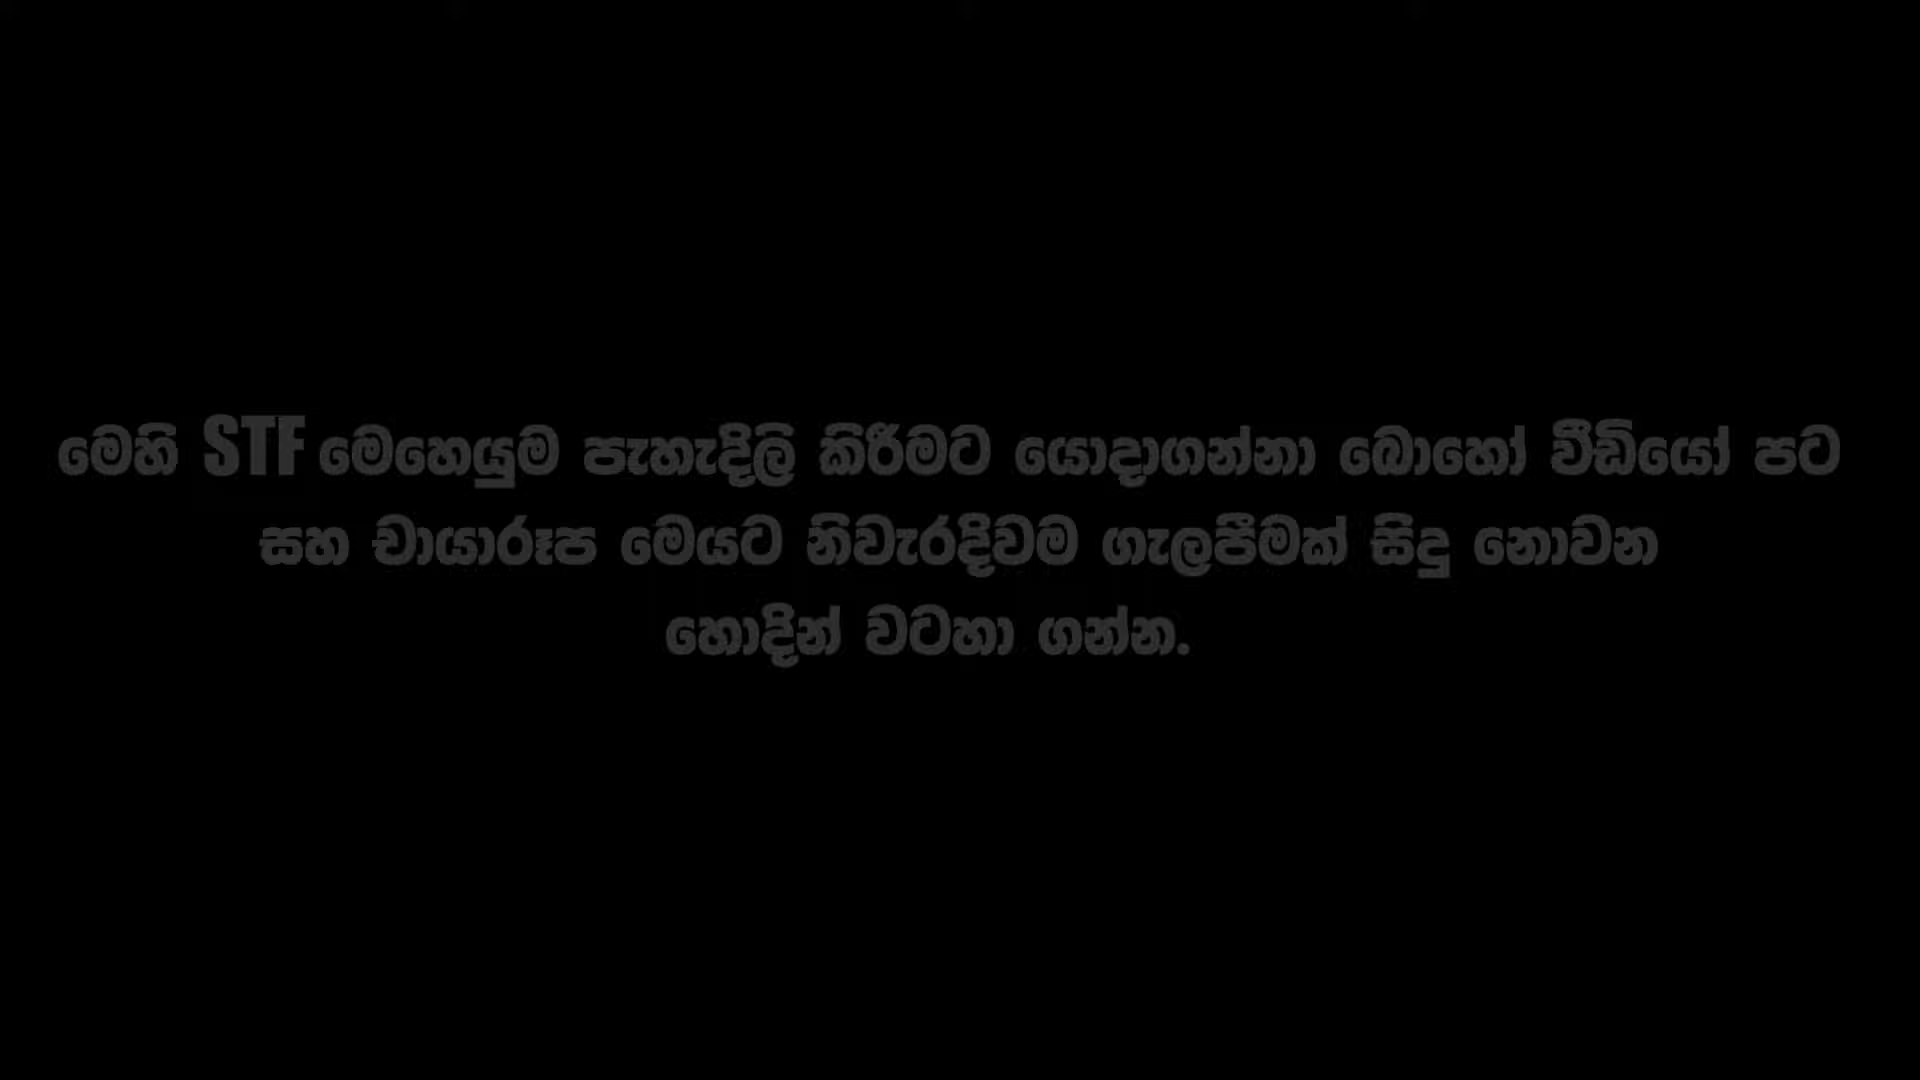 මෙහි STF මෙහෙයුම පැහැදිලි කිරීමට යොදාගන්නා බොහෝ වීඩියෝ පට
සහ චායාරූප මෙයට නිවැරදිවම ගැලපීමක් සිදු නොවන
හොදින් වටහා ගන්න.